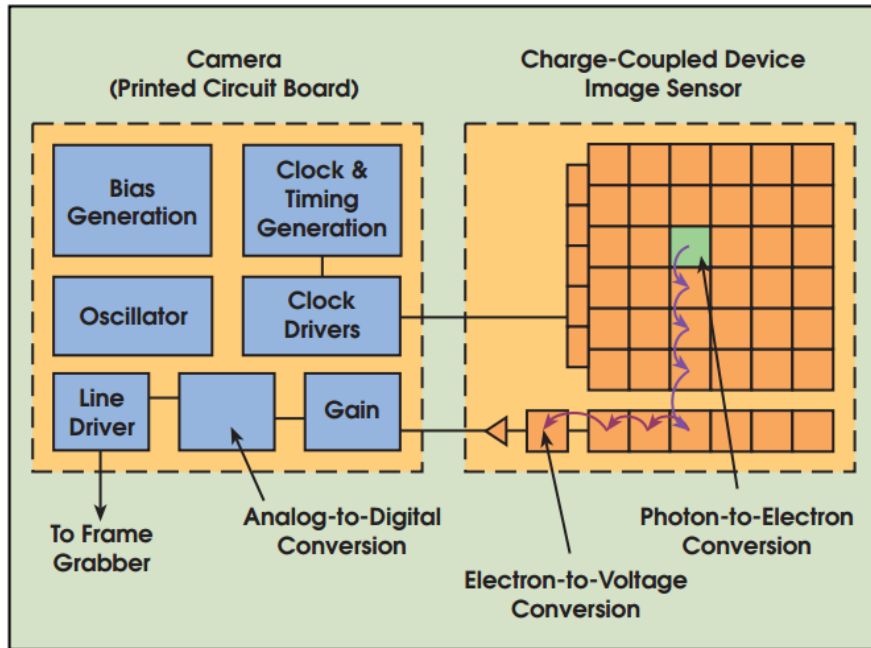 Camera
(Printed Circuit Board)
Charge-Coupled Device
Image Sensor
Bias
Generation
Clock &
Timing
Generation
Oscillator
Clock
Drivers
Line
Driver
Gain
To Frame
Grabber
Analog-to-Digital
Conversion
Electron-to-Voltage
Conversion
Photon-to-Electron
Conversion